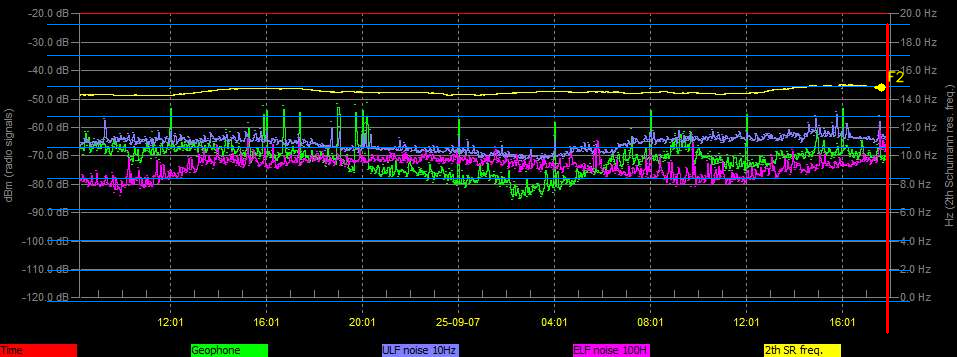 -20.0 dB 20.0 Hz
-30.0 dB 18.0 Hz
-40.0 dB 16.0 Hz
F2
-50.0 dB 14.0 Hz
-60.0 dB 12.0 Hz
-70.0 dB 10.0 Hz
-80.0 dB 8.0 Hz
-90.0 dB 6.0 Hz
-100.0 dB 4.0 Hz
-110.0 dB 2.0 Hz
-120.0 dB 0.0 Hz
dBm (radio signals)
Hz (2th Schumann res. freq.)
12:01 16:01 20:01 25-09-07 04:01 08:01 12:01 16:01
Time Geophone ULF noise 10Hz ELF noise 100H 2th SR freq.